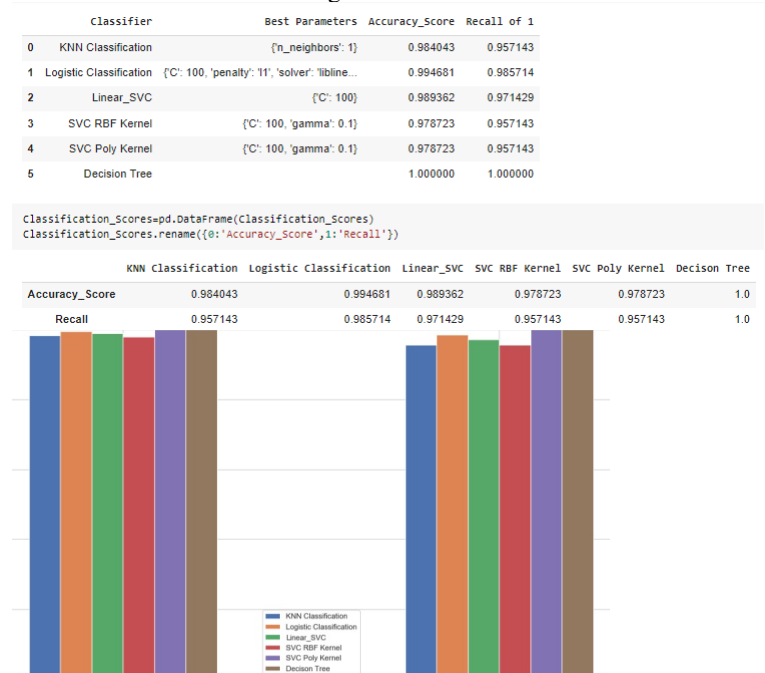 Classifier Best Parameters Accuracy_Score Recall of 1
0 KNN Classification {'n_neighbors': 1} 0.984043 0.957143
1 Logistic Classification {'C': 100, 'penalty': 'l1', 'solver': 'libline... 0.994681 0.985714
2 Linear_SVC {'C': 100} 0.989362 0.971429
3 SVC RBF Kernel {'C': 100, 'gamma': 0.1} 0.978723 0.957143
4 SVC Poly Kernel {'C': 100, 'gamma': 0.1} 0.978723 0.957143
5 Decision Tree 1.000000 1.000000
Classification_Scores=pd.DataFrame(Classification_Scores)
Classification_Scores.rename({0:'Accuracy_Score',1:'Recall'})
KNN Classification Logistic Classification Linear_SVC SVC RBF Kernel SVC Poly Kernel Decison Tree
Accuracy_Score 0.984043 0.994681 0.989362 0.978723 0.978723 1.0
Recall 0.957143 0.985714 0.971429 0.957143 0.957143 1.0
KNN Classification
Logistic Classification
Linear_SVC
SVC RBF Kernel
SVC Poly Kernel
Decison Tree